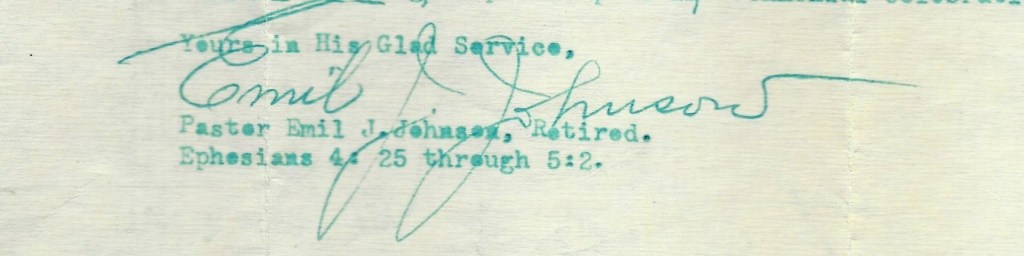 Yours in His Glad Service,
Emil J. Johnson
Pastor Emil J. Johnson, Retired.
Ephesians 4: 25 through 5:2.